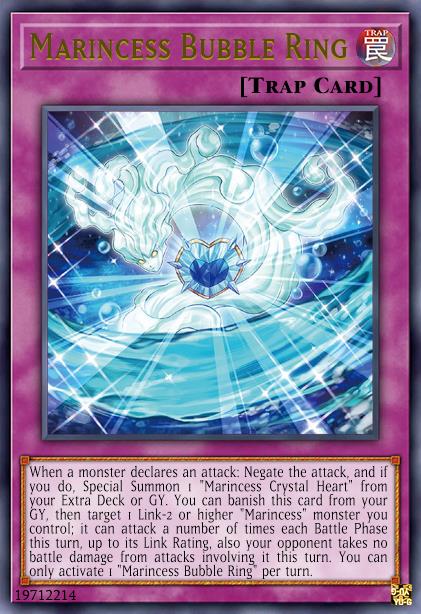 Marincess Bubble Ring
TRAP
罠
[Trap Card]
When a monster declares an attack: Negate the attack, and if
you do, Special Summon 1 "Marincess Crystal Heart" from
your Extra Deck or GY. You can banish this card from your
GY, then target 1 Link-2 or higher "Marincess" monster you
control; it can attack a number of times each Battle Phase
this turn, up to its Link Rating, also your opponent takes no
battle damage from attacks involving it this turn. You can
only activate 1 "Marincess Bubble Ring" per turn.
19712214